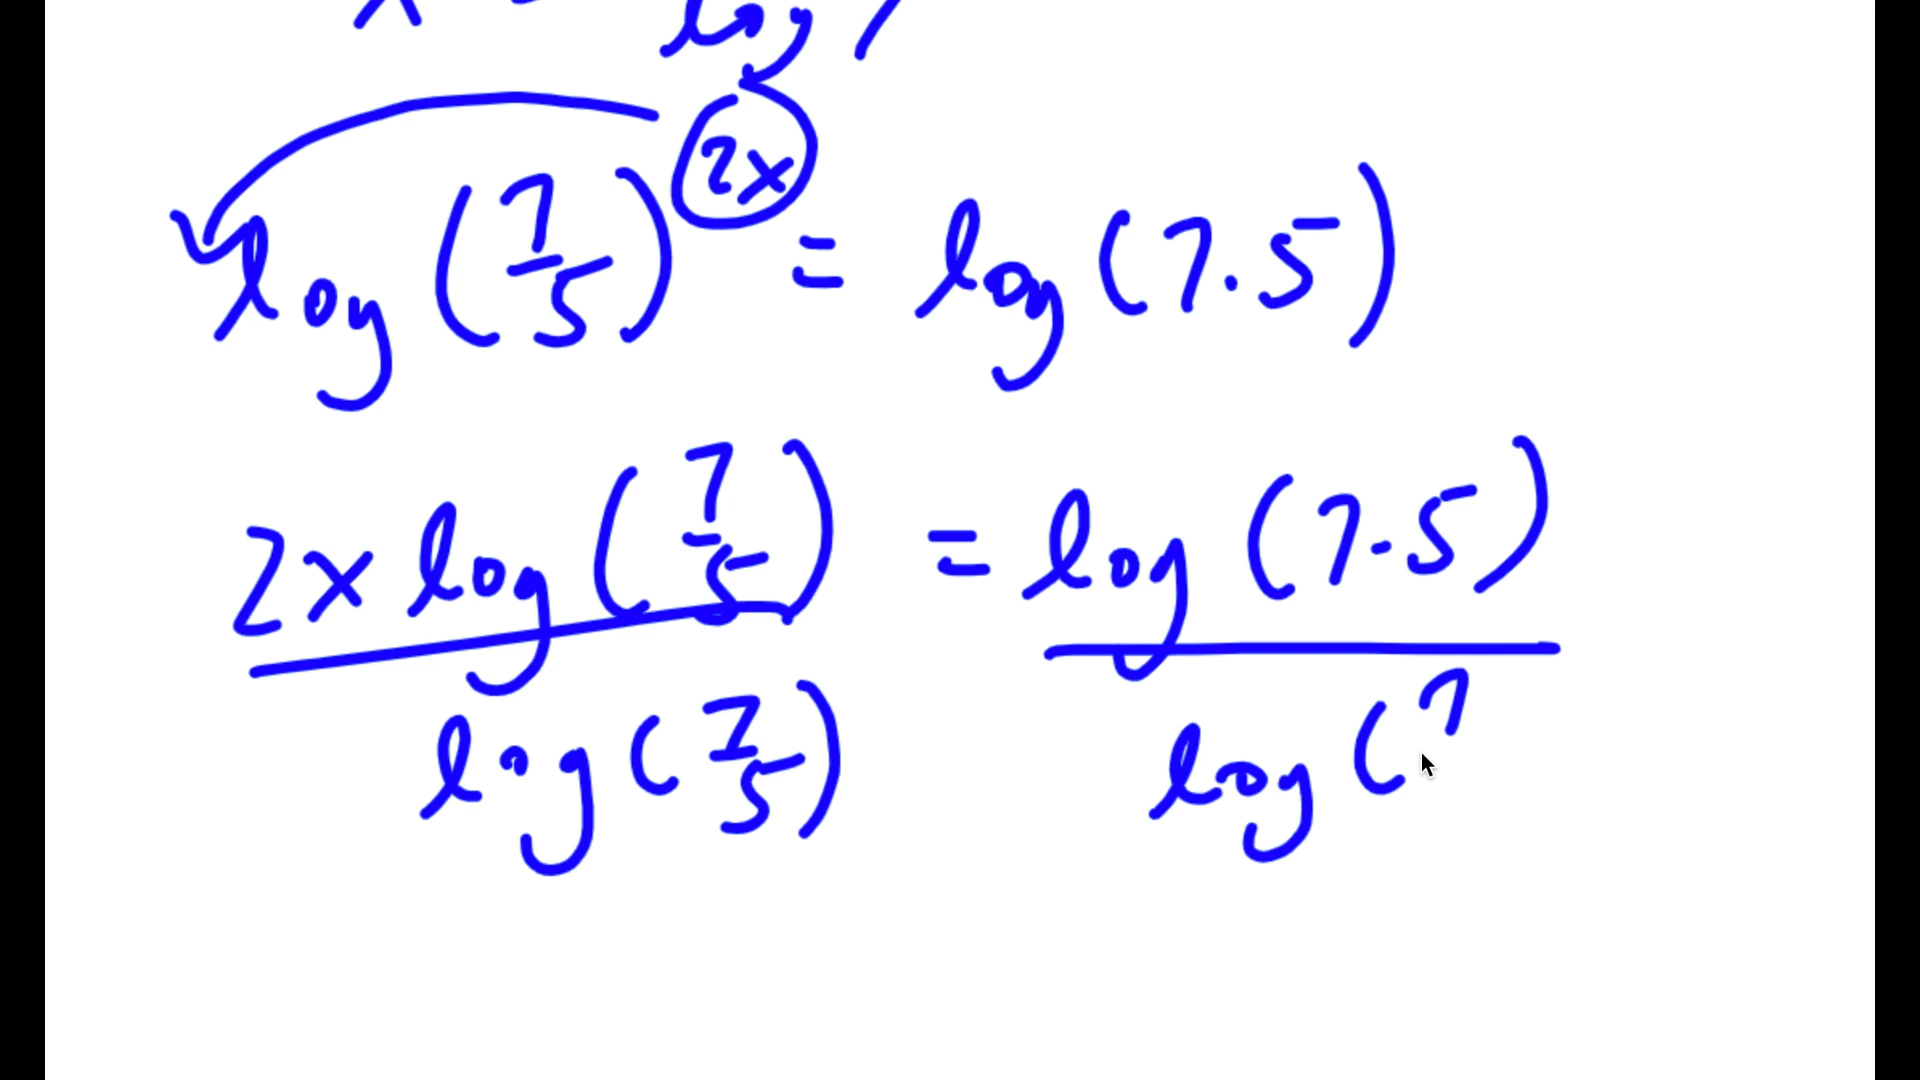 log (7/5)^2x = log (7.5)
2x log (7/5) = log (7.5)
log (7/5) log (7